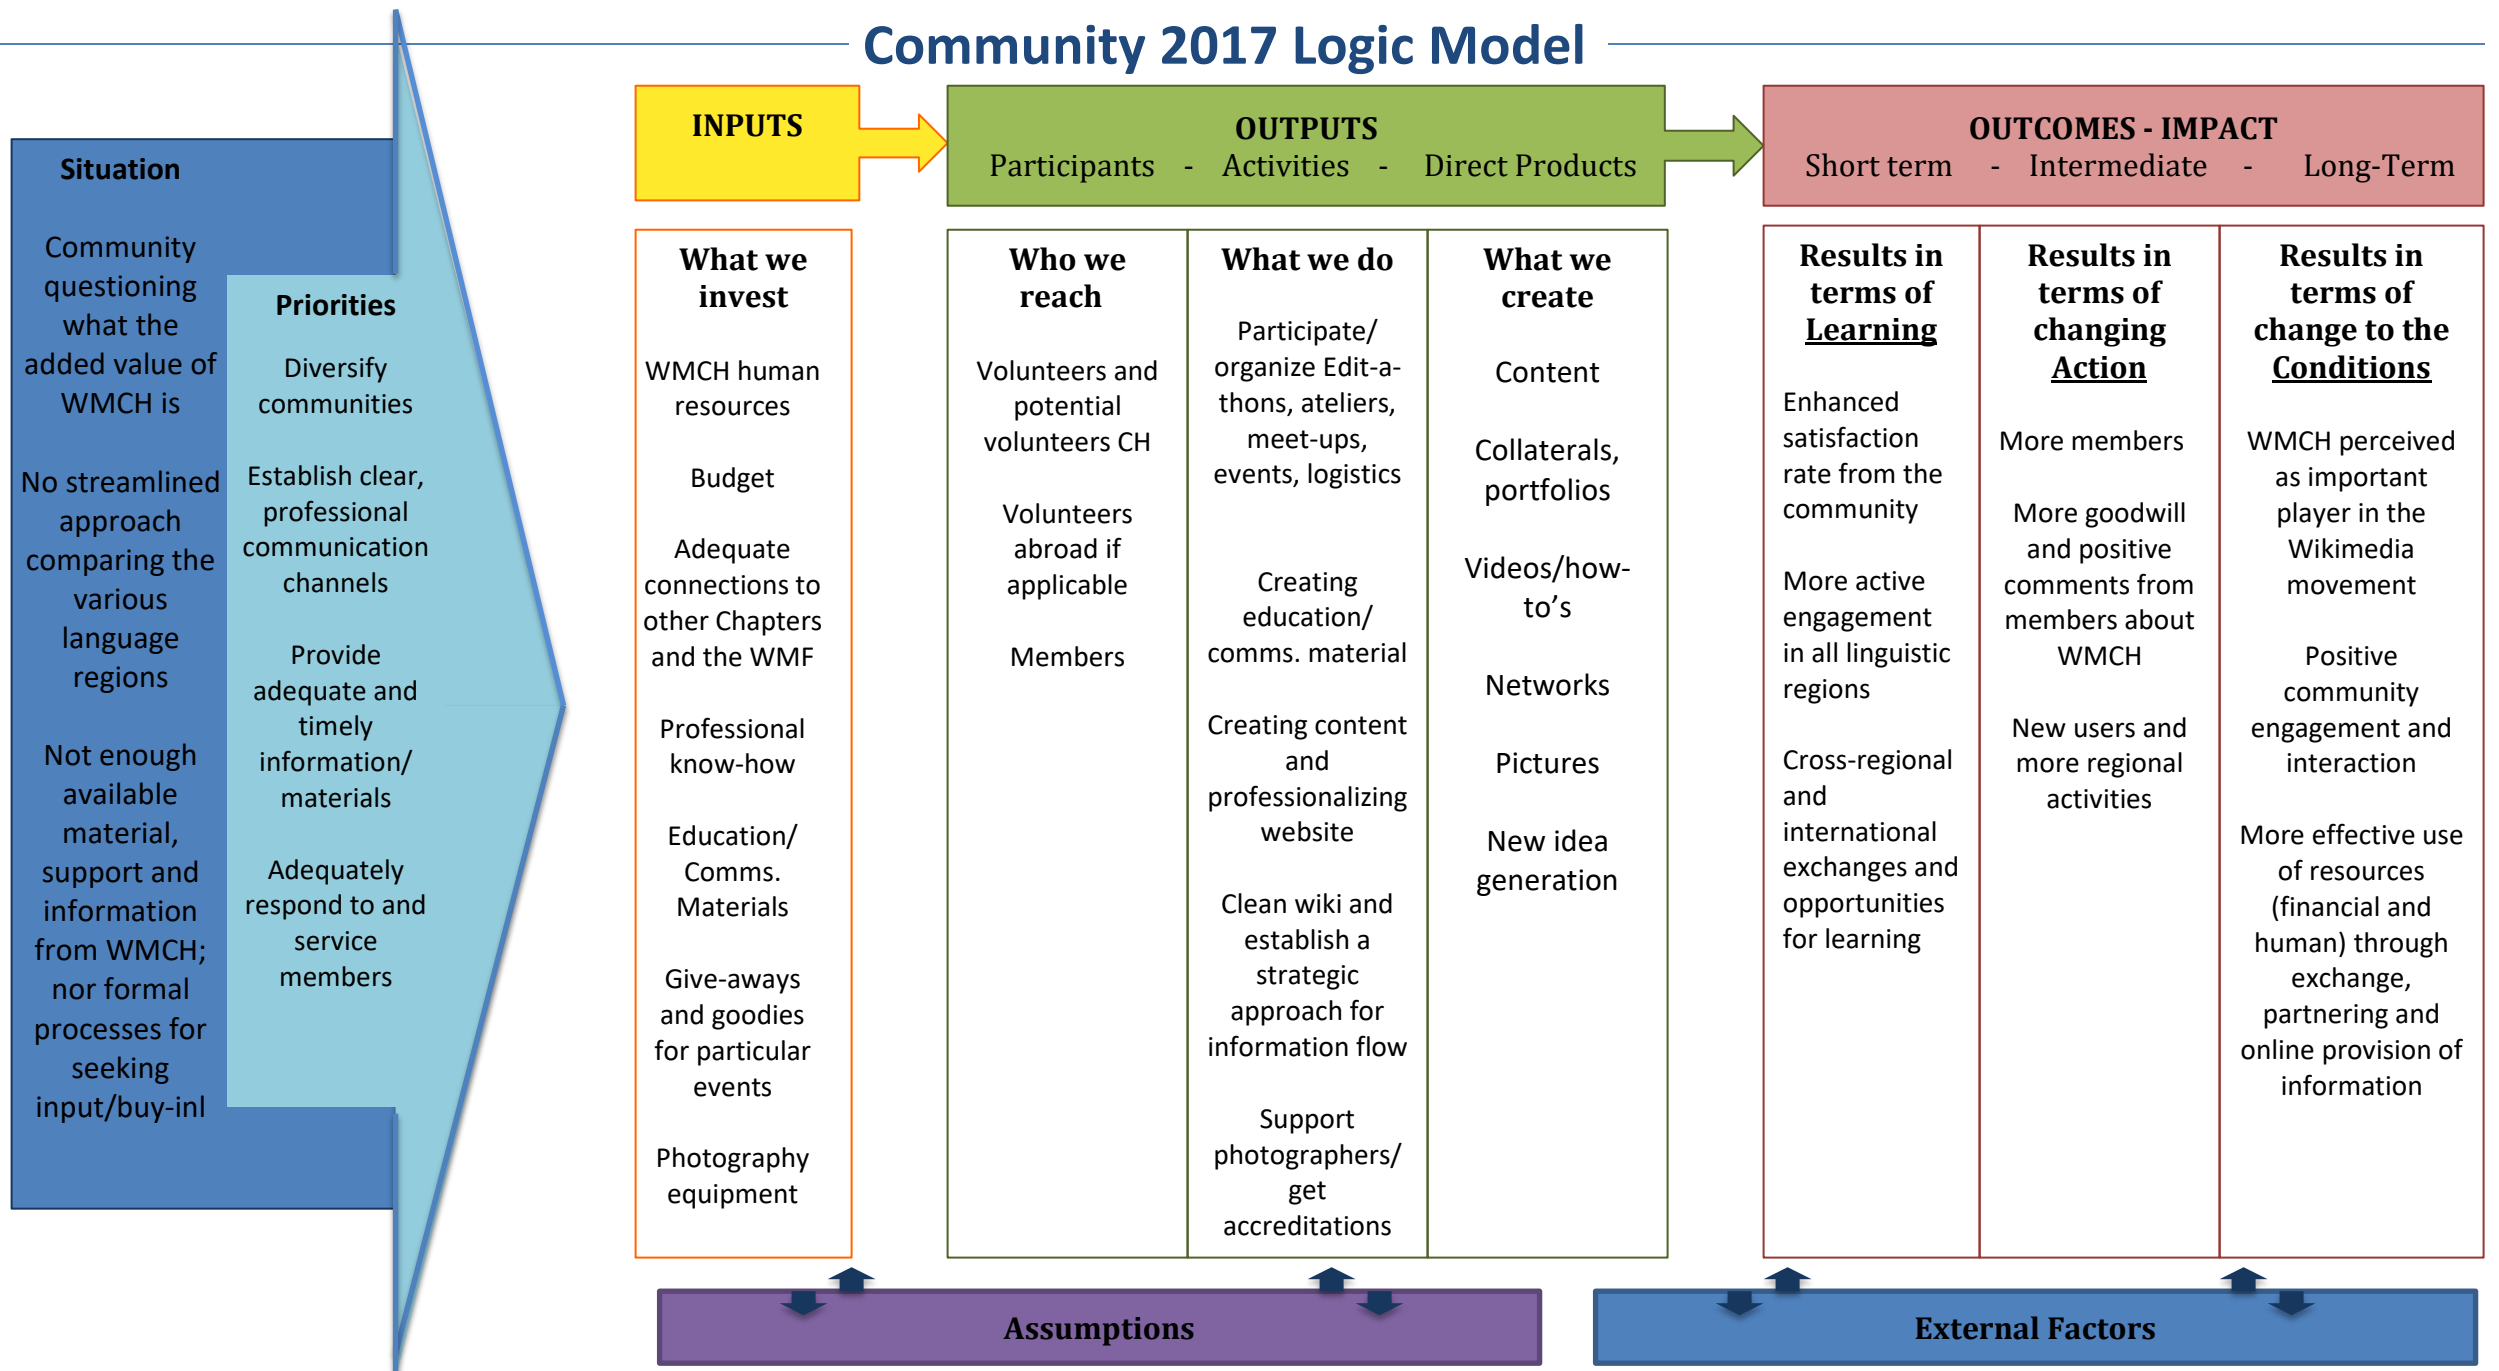 Community 2017 Logic Model
Situation
Community
questioning
what the
added value of
WMCH is
No streamlined
approach
comparing the
various
language
regions
Not enough
available
material,
support and
information
from WMCH;
nor formal
processes for
seeking
input/buy-inl
Priorities
Diversify
communities
Establish clear,
professional
communication
channels
Provide
adequate and
timely
information/
materials
Adequately
respond to and
service
members
INPUTS
What we
invest
WMCH human
resources
Budget
Adequate
connections to
other Chapters
and the WMF
Professional
know-how
Education/
Comms.
Materials
Give-aways
and goodies
for particular
events
Photography
equipment
OUTPUTS
Participants - Activities - Direct Products
Who we
reach
Volunteers and
potential
volunteers CH
Volunteers
abroad if
applicable
Members
What we do
Participate/
organize Edit-a-
thons, ateliers,
meet-ups,
events, logistics
Creating
education/
comms. material
Creating content
and
professionalizing
website
Clean wiki and
establish a
strategic
approach for
information flow
Support
photographers/
get
accreditations
What we
create
Content
Collaterals,
portfolios
Videos/how-
to’s
Networks
Pictures
New idea
generation
OUTCOMES - IMPACT
Short term - Intermediate - Long-Term
Results in
terms of
Learning
Enhanced
satisfaction
rate from the
community
More active
engagement
in all linguistic
regions
Cross-regional
and
international
exchanges and
opportunities
for learning
Results in
terms of
changing
Action
More members
More goodwill
and positive
comments from
members about
WMCH
New users and
more regional
activities
Results in
terms of
change to the
Conditions
WMCH perceived
as important
player in the
Wikimedia
movement
Positive
community
engagement and
interaction
More effective use
of resources
(financial and
human) through
exchange,
partnering and
online provision of
information
Assumptions
External Factors